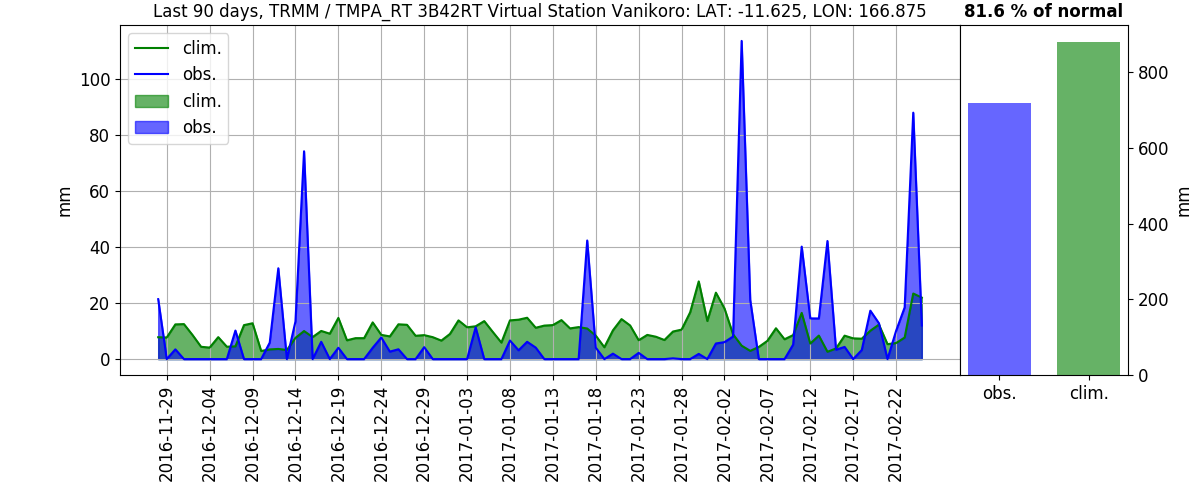 Last 90 days, TRMM / TMPA_RT 3B42RT Virtual Station Vanikoro: LAT: -11.625, LON: 166.875
81.6 % of normal
clim.
obs.
clim.
obs.
mm
100
80
60
40
20
0
2016-11-29
2016-12-04
2016-12-09
2016-12-14
2016-12-19
2016-12-24
2016-12-29
2017-01-03
2017-01-08
2017-01-13
2017-01-18
2017-01-23
2017-01-28
2017-02-02
2017-02-07
2017-02-12
2017-02-17
2017-02-22
800
600
400
200
0
mm
obs.
clim.